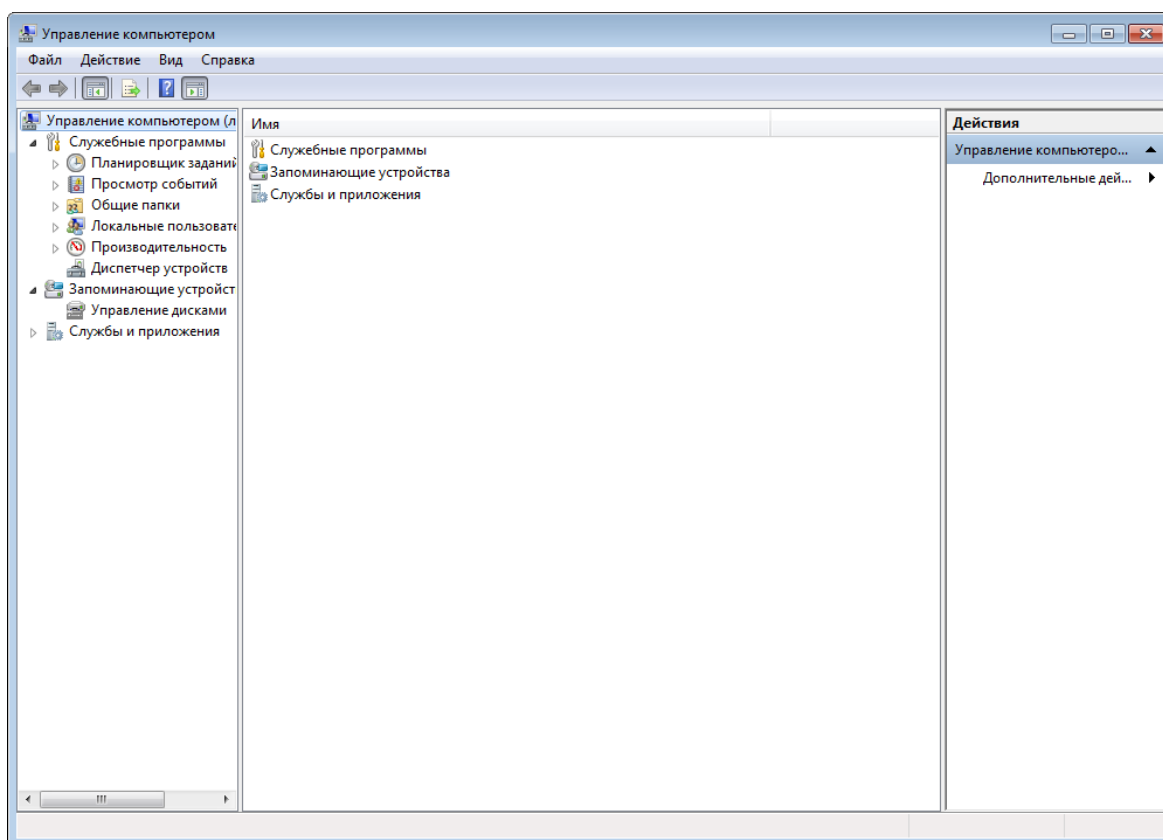 Управление компьютером
Файл Действие Вид Справка
Управление компьютером (л
Служебные программы
Планировщик заданий
Просмотр событий
Общие папки
Локальные пользовате
Производительность
Диспетчер устройств
Запоминающие устройст
Управление дисками
Службы и приложения
Имя
Служебные программы
Запоминающие устройства
Службы и приложения
Действия
Управление компьютеро...
Дополнительные дей...